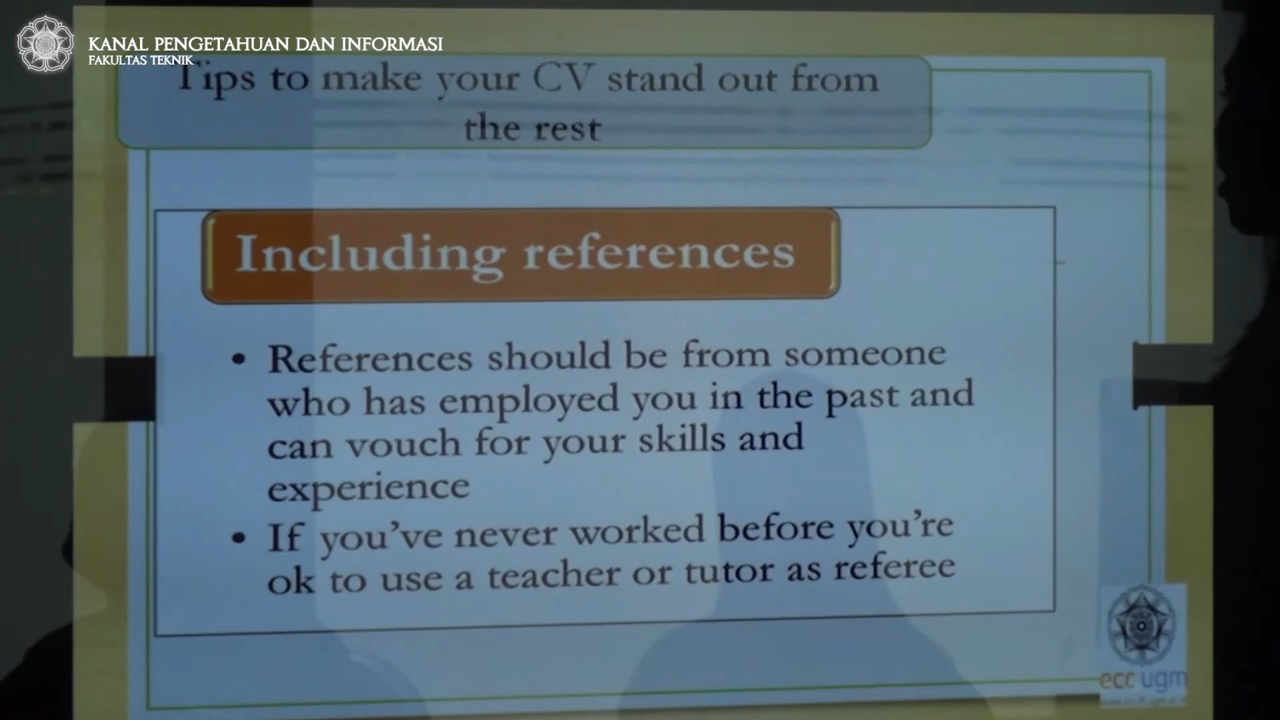 KANAL PENGETAHUAN DAN INFORMASI
FAKULTAS TEKNIK
Tips to make your CV stand out from
the rest
Including references
• References should be from someone
who has employed you in the past and
can vouch for your skills and
experience
• If you've never worked before you're
ok to use a teacher or tutor as referee
ecc ugm